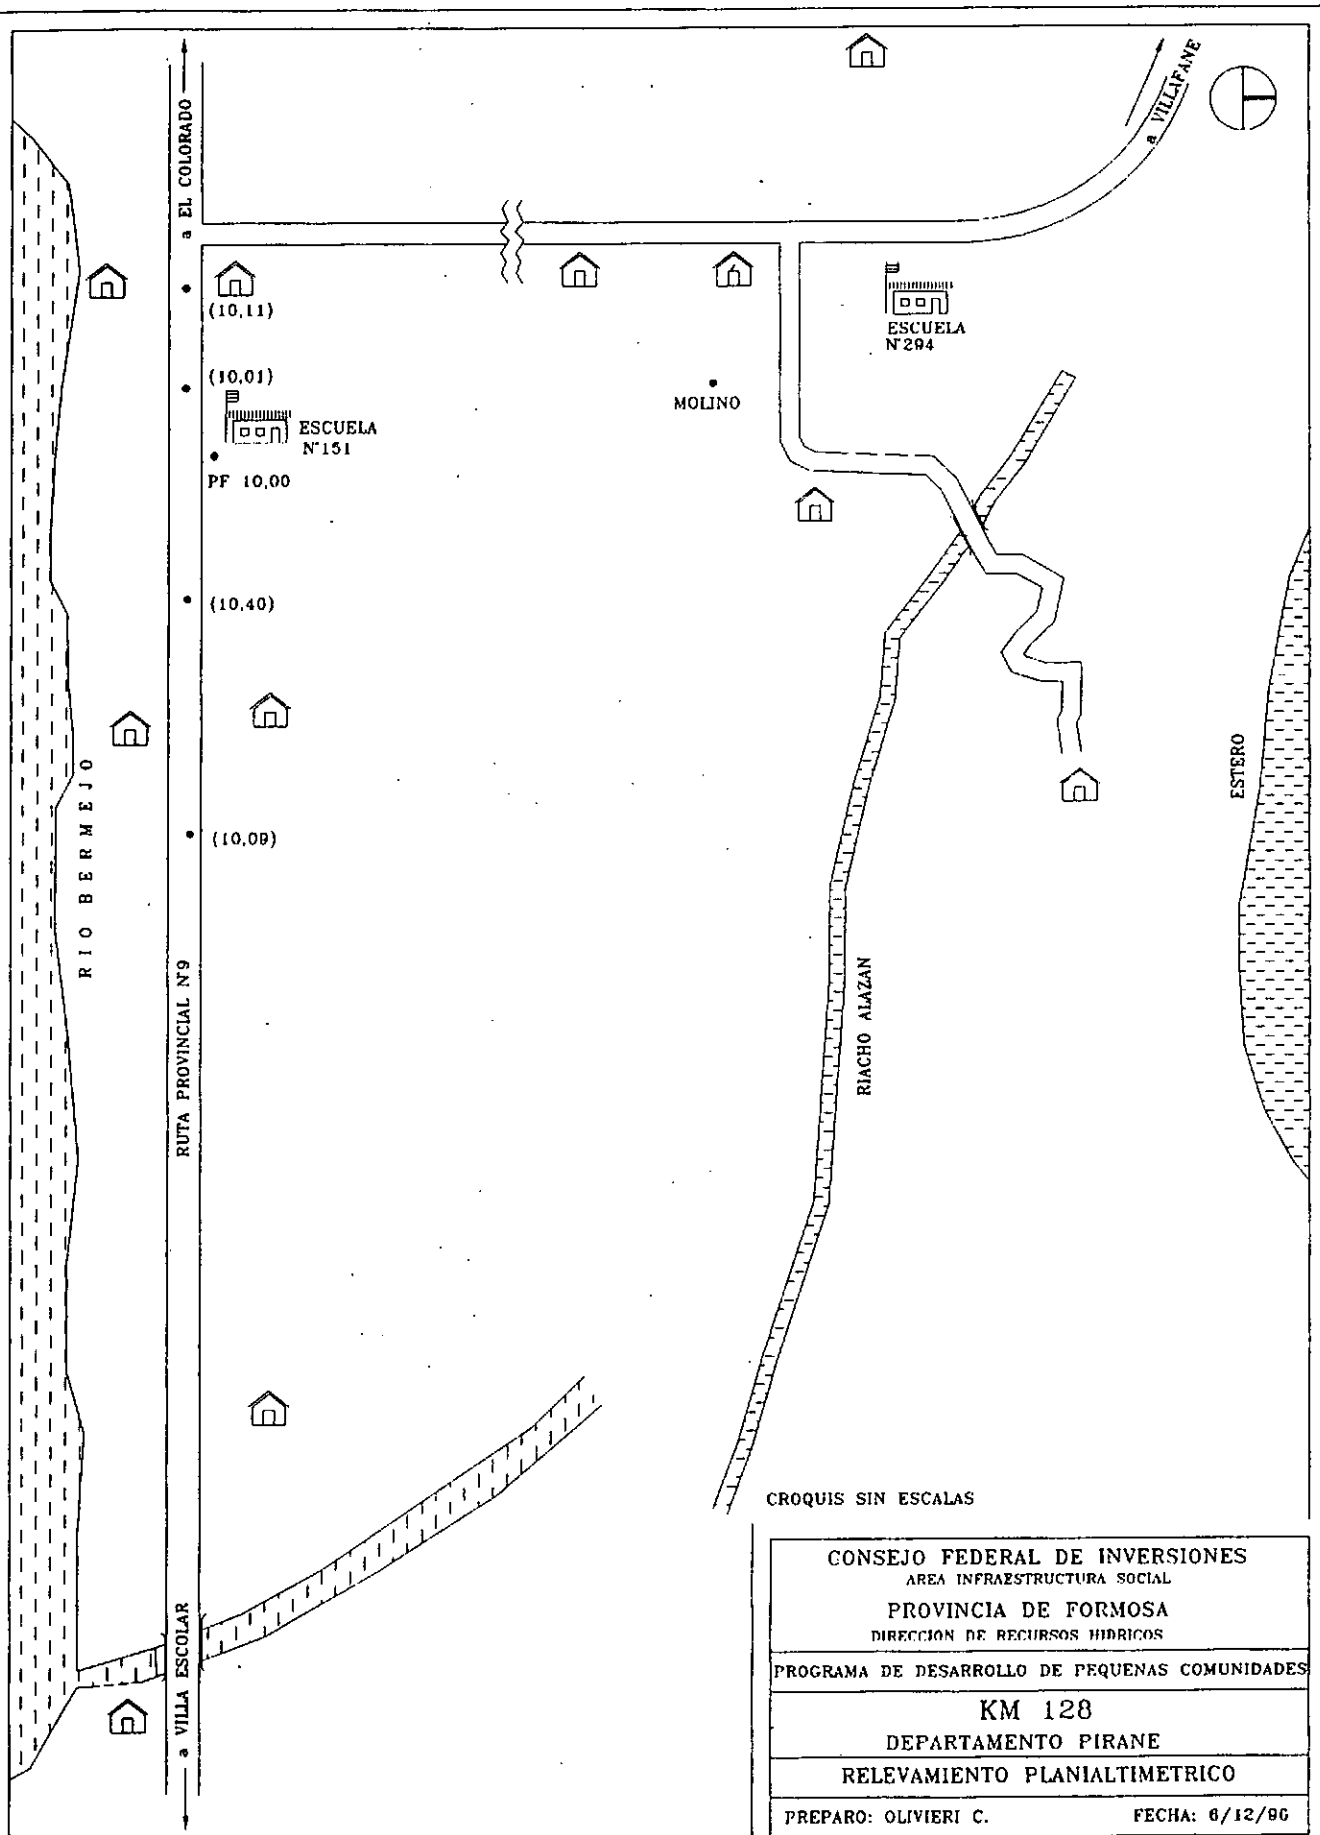 a EL COLORADO
a VILLAFANE
(10,11)
(10,01)
ESCUELA
N°151
PF 10,00
MOLINO
ESCUELA
N°294
(10,40)
(10,09)
RIO BERMEJO
RUTA PROVINCIAL N°9
RIACHO ALAZAN
ESTERO
a VILLA ESCOLAR
CROQUIS SIN ESCALAS
CONSEJO FEDERAL DE INVERSIONES
AREA INFRAESTRUCTURA SOCIAL
PROVINCIA DE FORMOSA
DIRECCION DE RECURSOS HIDRICOS
PROGRAMA DE DESARROLLO DE PEQUENAS COMUNIDADES
KM 128
DEPARTAMENTO PIRANE
RELEVAMIENTO PLANIALTIMETRICO
PREPARO: OLIVIERI C.
FECHA: 6/12/96